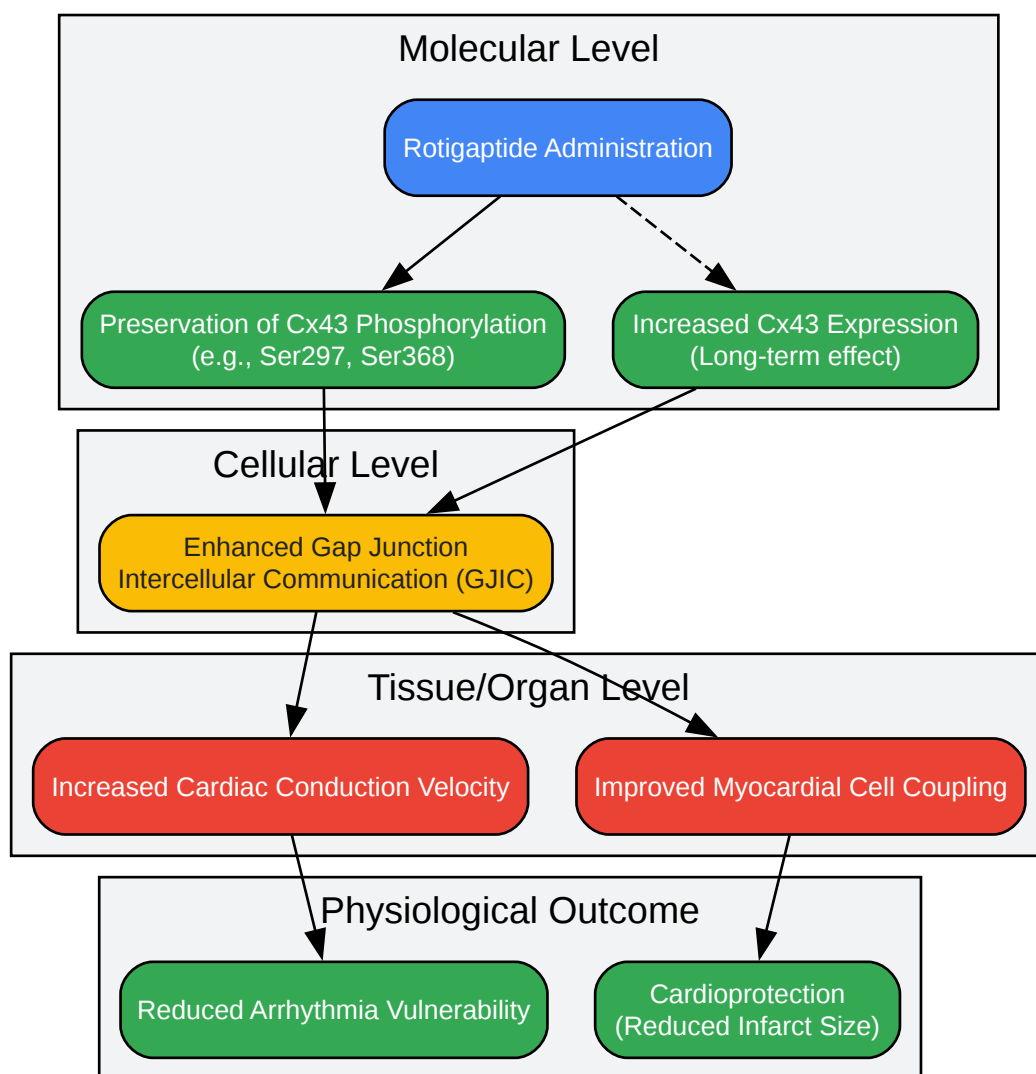 Molecular Level
Rotigaptide Administration
Preservation of Cx43 Phosphorylation
(e.g., Ser297, Ser368)
Increased Cx43 Expression
(Long-term effect)
Cellular Level
Enhanced Gap Junction
Intercellular Communication (GJIC)
Tissue/Organ Level
Increased Cardiac Conduction Velocity
Improved Myocardial Cell Coupling
Physiological Outcome
Reduced Arrhythmia Vulnerability
Cardioprotection
(Reduced Infarct Size)